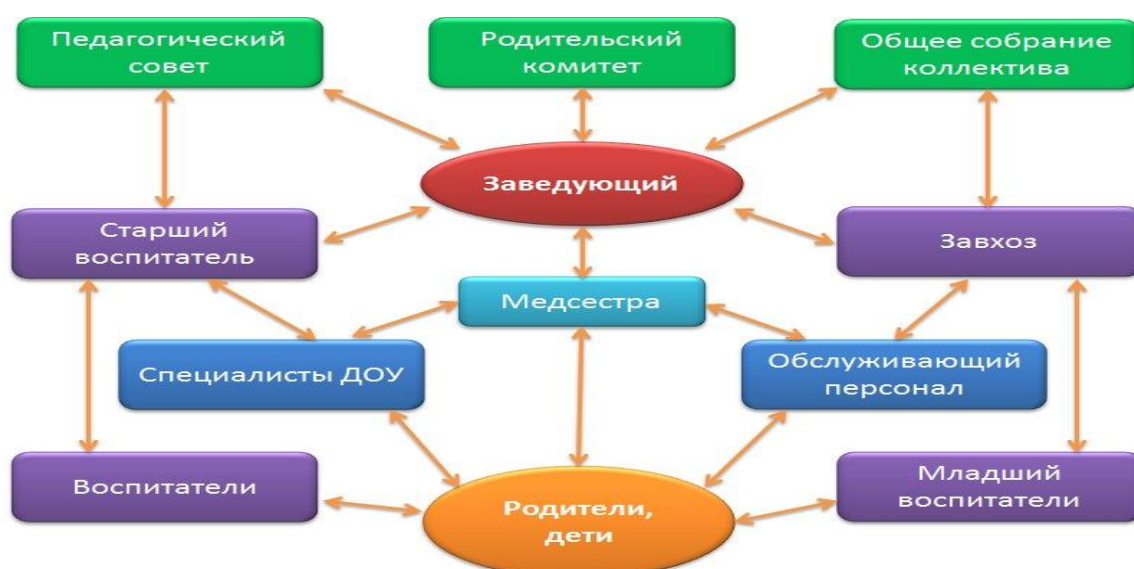 Педагогический
совет
Родительский
комитет
Общее собрание
коллектива
Заведующий
Старший
воспитатель
Завхоз
Медсестра
Специалисты ДОУ
Обслуживающий
персонал
Воспитатели
Родители,
дети
Младший
воспитатели